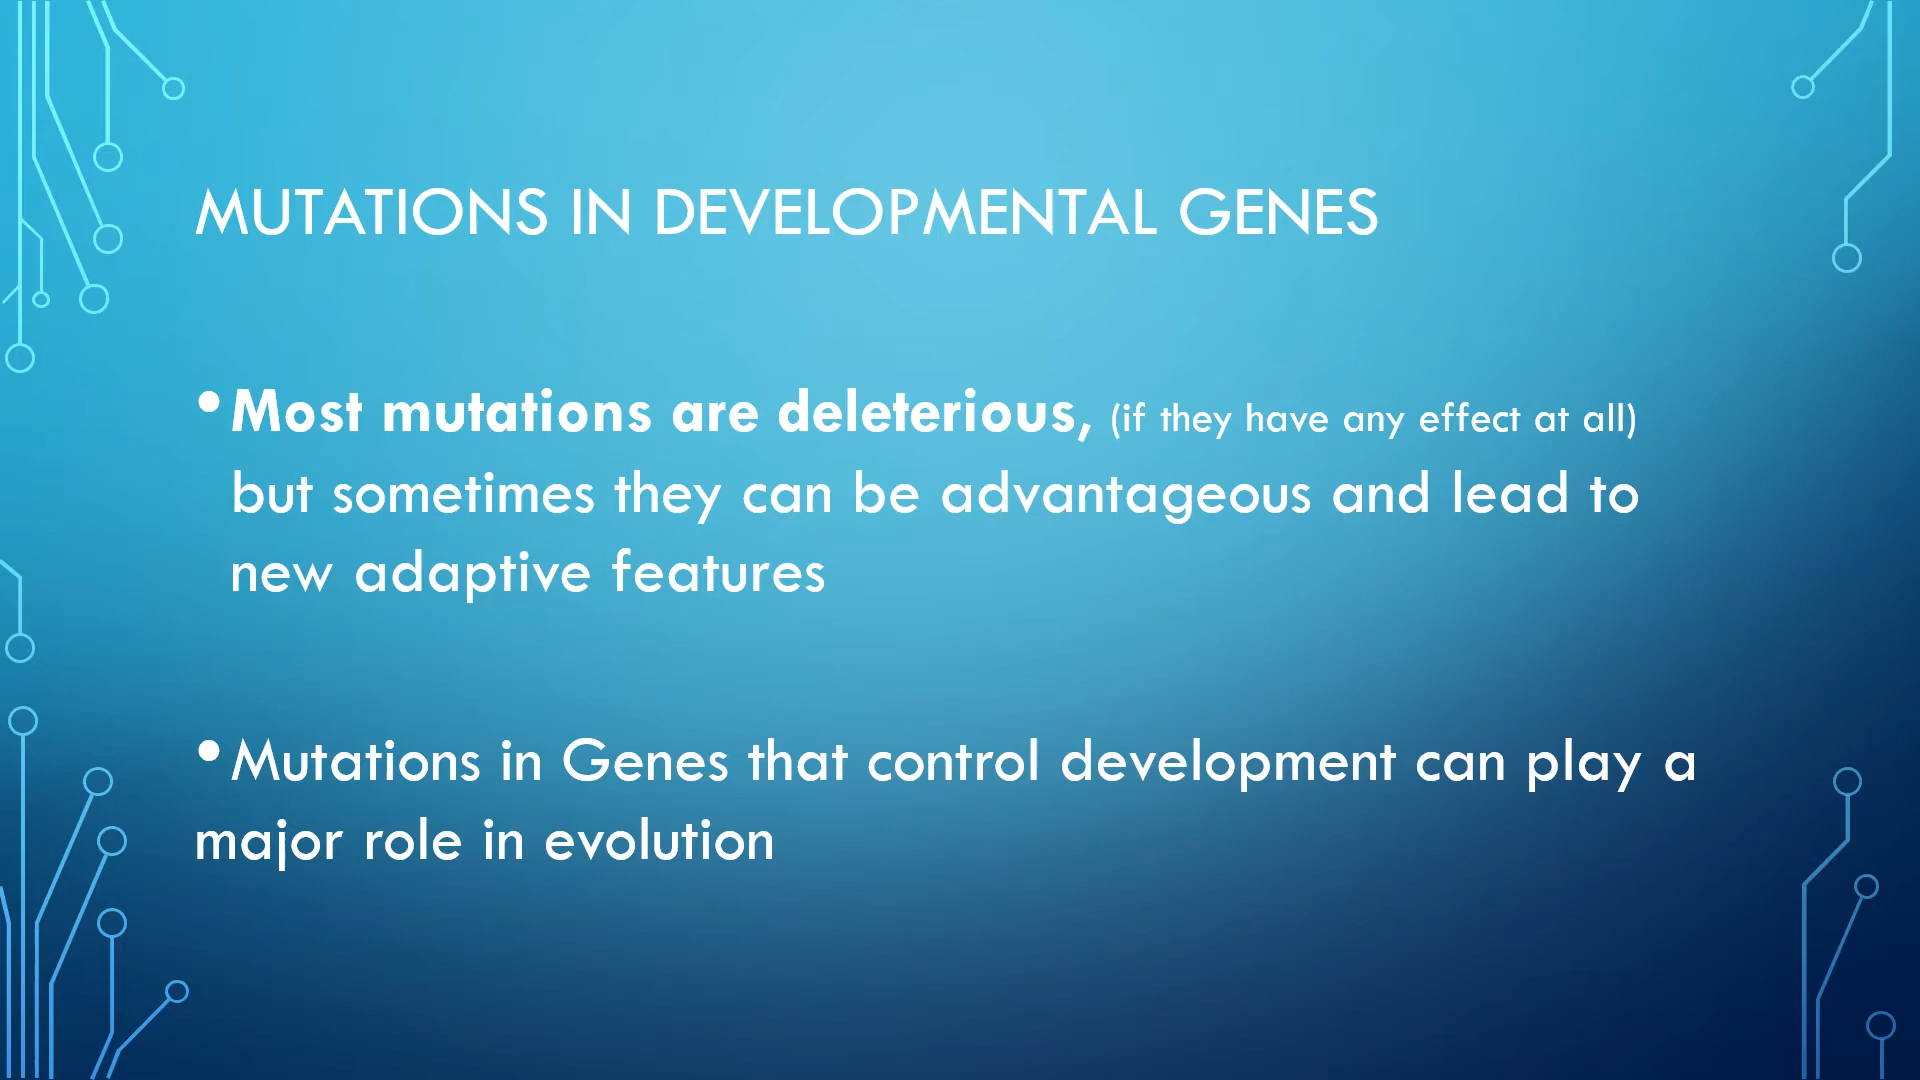 MUTATIONS IN DEVELOPMENTAL GENES
•Most mutations are deleterious, (if they have any effect at all)
but sometimes they can be advantageous and lead to
new adaptive features
•Mutations in Genes that control development can play a
major role in evolution